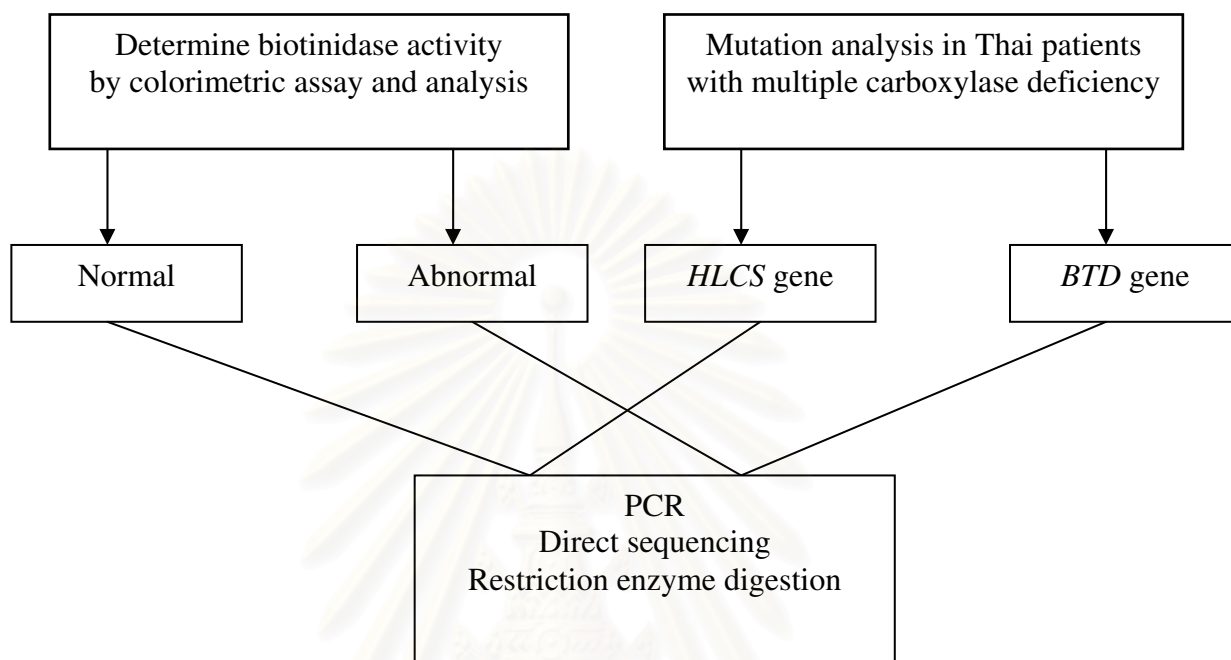 Determine biotinidase activity
by colorimetric assay and analysis
Mutation analysis in Thai patients
with multiple carboxylase deficiency
Normal
Abnormal
HLCS gene
BTD gene
PCR
Direct sequencing
Restriction enzyme digestion